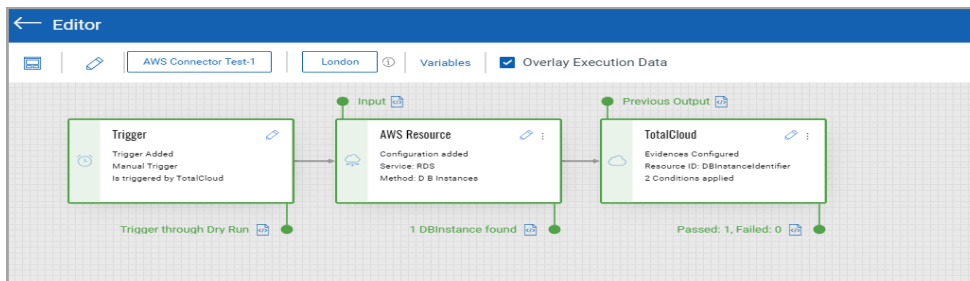 Editor
AWS Connector Test-1 London Variables Overlay Execution Data
Input Previous Output
Trigger
Trigger Added
Manual Trigger
Is triggered by TotalCloud
AWS Resource
Configuration added
Service: RDS
Method: D B Instances
TotalCloud
Evidences Configured
Resource ID: DBInstanceIdentifier
2 Conditions applied
Trigger through Dry Run 1 DBInstance found Passed: 1, Failed: 0